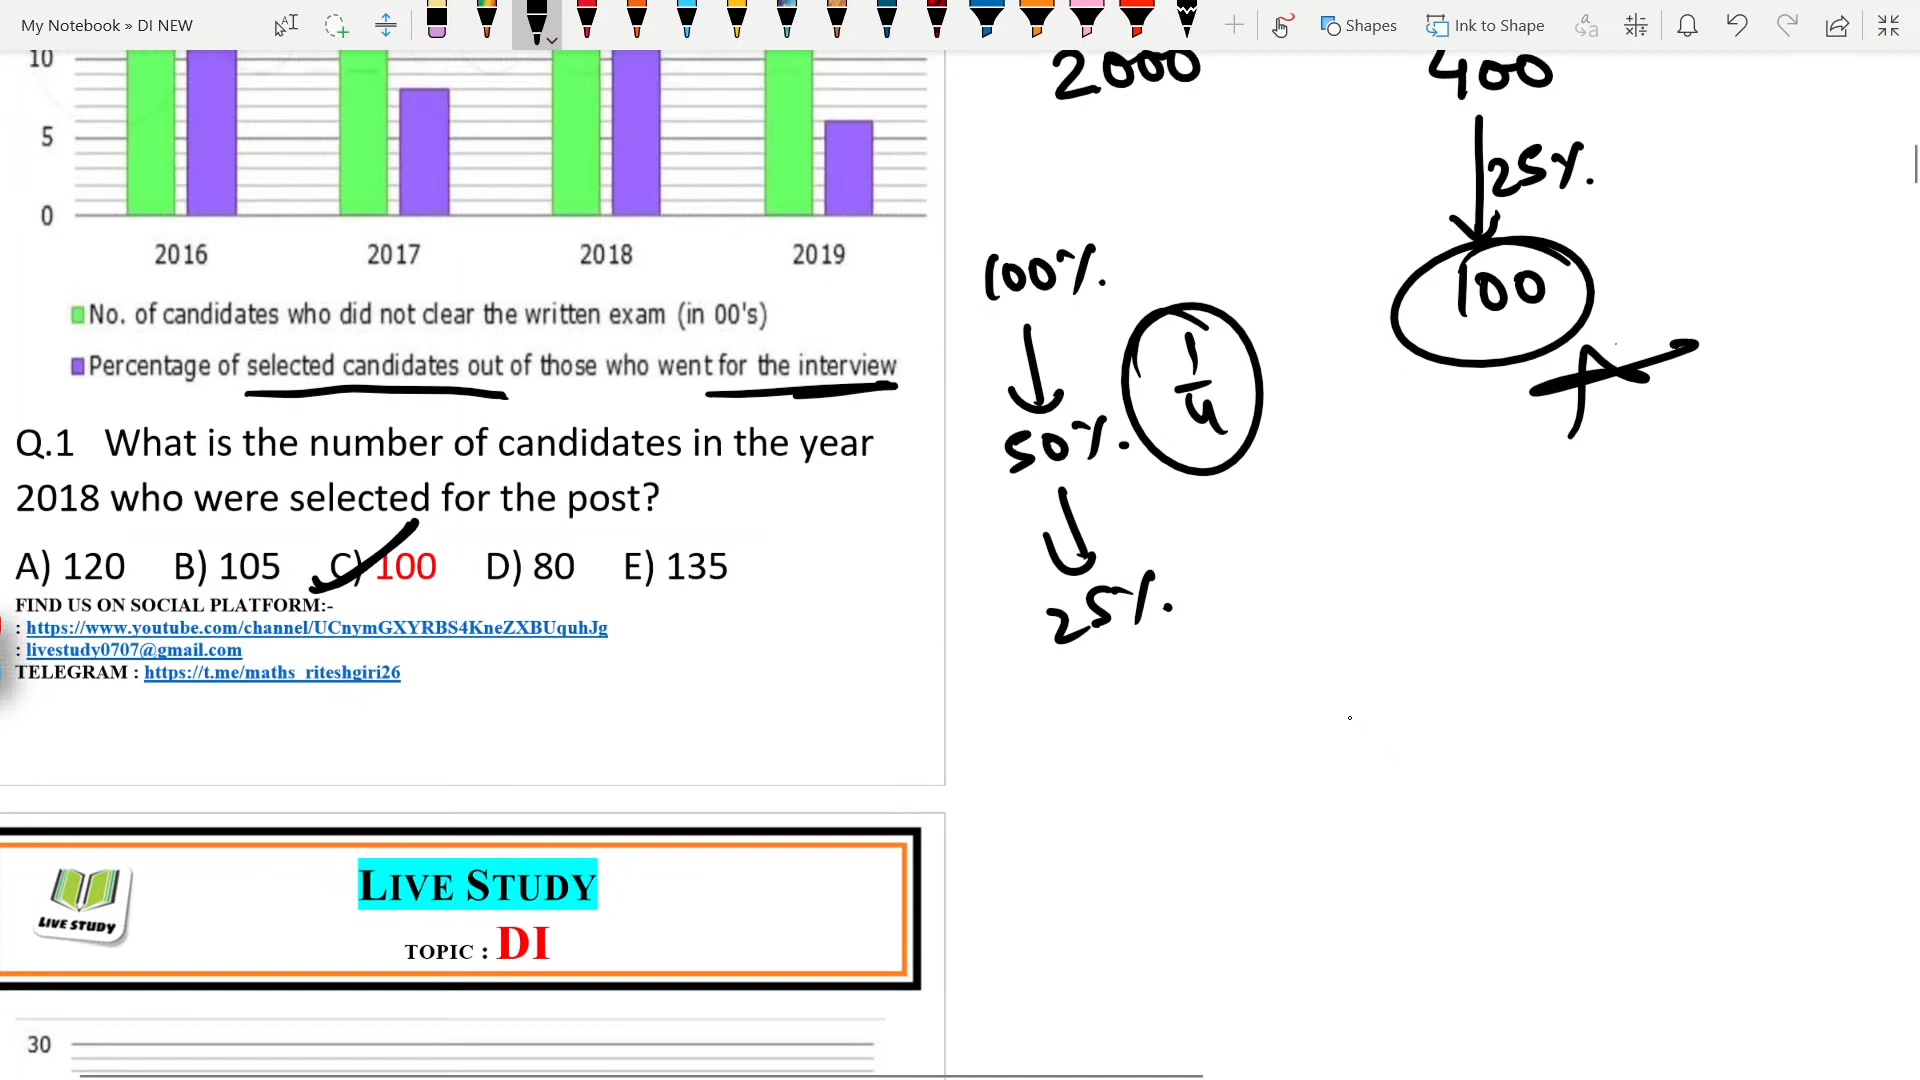 My Notebook » DI NEW
Shapes
Ink to Shape
10
5
0
2016 2017 2018 2019
No. of candidates who did not clear the written exam (in 00's)
Percentage of selected candidates out of those who went for the interview
Q.1 What is the number of candidates in the year
2018 who were selected for the post?
A) 120 B) 105 C) 100 D) 80 E) 135
FIND US ON SOCIAL PLATFORM:-
: https://www.youtube.com/channel/UCnymGXYRBS4KneZXBUquhJg
: livestudy0707@gmail.com
TELEGRAM : https://t.me/maths_riteshgiri26
2000
400
25%.
100
100%.
1/4
50%.
25%.
LIVE STUDY
LIVE STUDY
TOPIC : DI
30